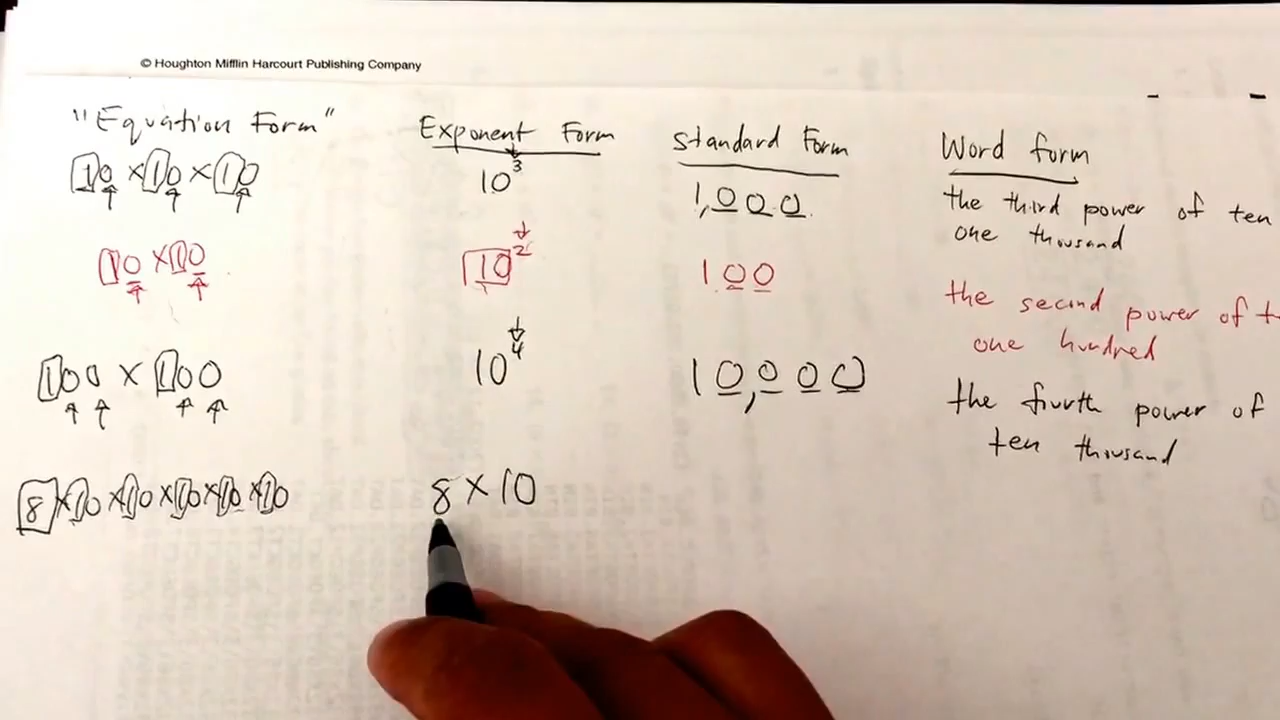 © Houghton Mifflin Harcourt Publishing Company
"Equation Form" Exponent Form Standard Form Word form
10 × 10 × 10 10³ 1,000 the third power of ten
one thousand
10 × 10 10² 100 the second power of t
one hundred
100 × 100 10⁴ 10,000 the fourth power of
ten thousand
8 × 10 × 10 × 10 × 10 × 10 8 × 10